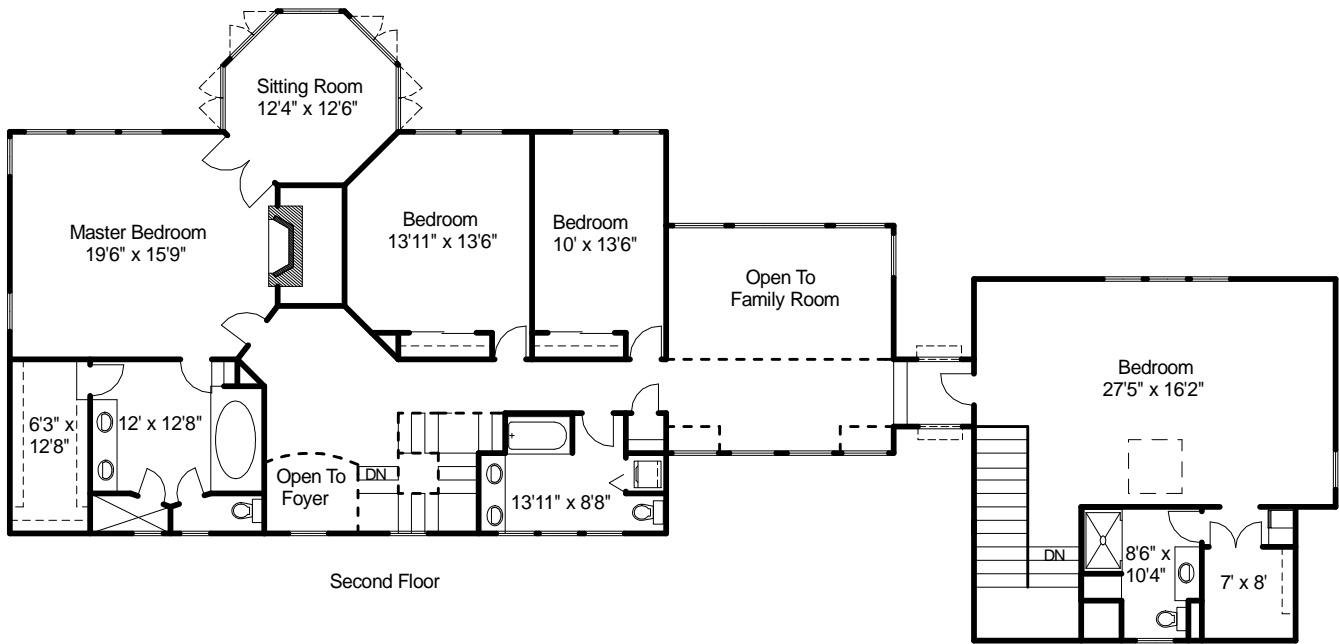 Sitting Room
12'4" x 12'6"
Master Bedroom
19'6" x 15'9"
Bedroom
13'11" x 13'6"
Bedroom
10' x 13'6"
Open To
Family Room
Bedroom
27'5" x 16'2"
6'3" x
12'8"
12' x 12'8"
Open To
Foyer
DN
13'11" x 8'8"
DN
8'6" x
10'4"
7' x 8'
Second Floor